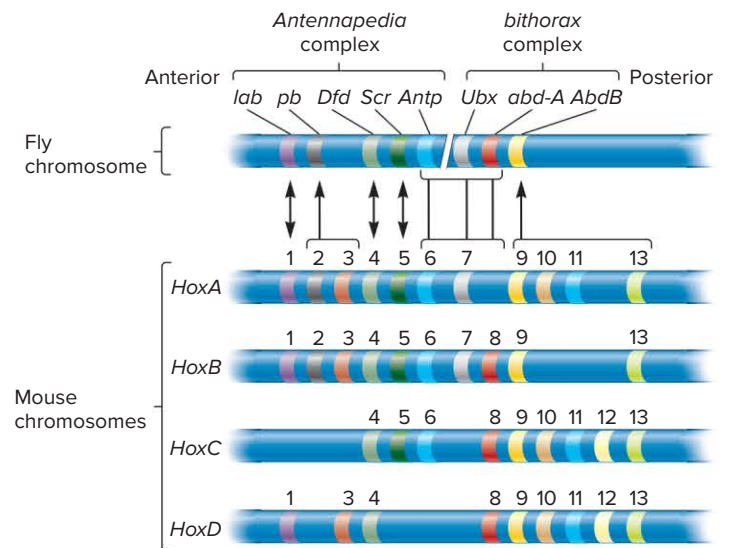 Antennapedia
complex
bithorax
complex
Anterior
Posterior
lab pb Dfd Scr Antp Ubx abd-A AbdB
Fly
chromosome
1 2 3 4 5 6 7 9 10 11 13
HoxA
1 2 3 4 5 6 7 8 9 13
HoxB
Mouse
chromosomes
4 5 6 8 9 10 11 12 13
HoxC
1 3 4 8 9 10 11 12 13
HoxD